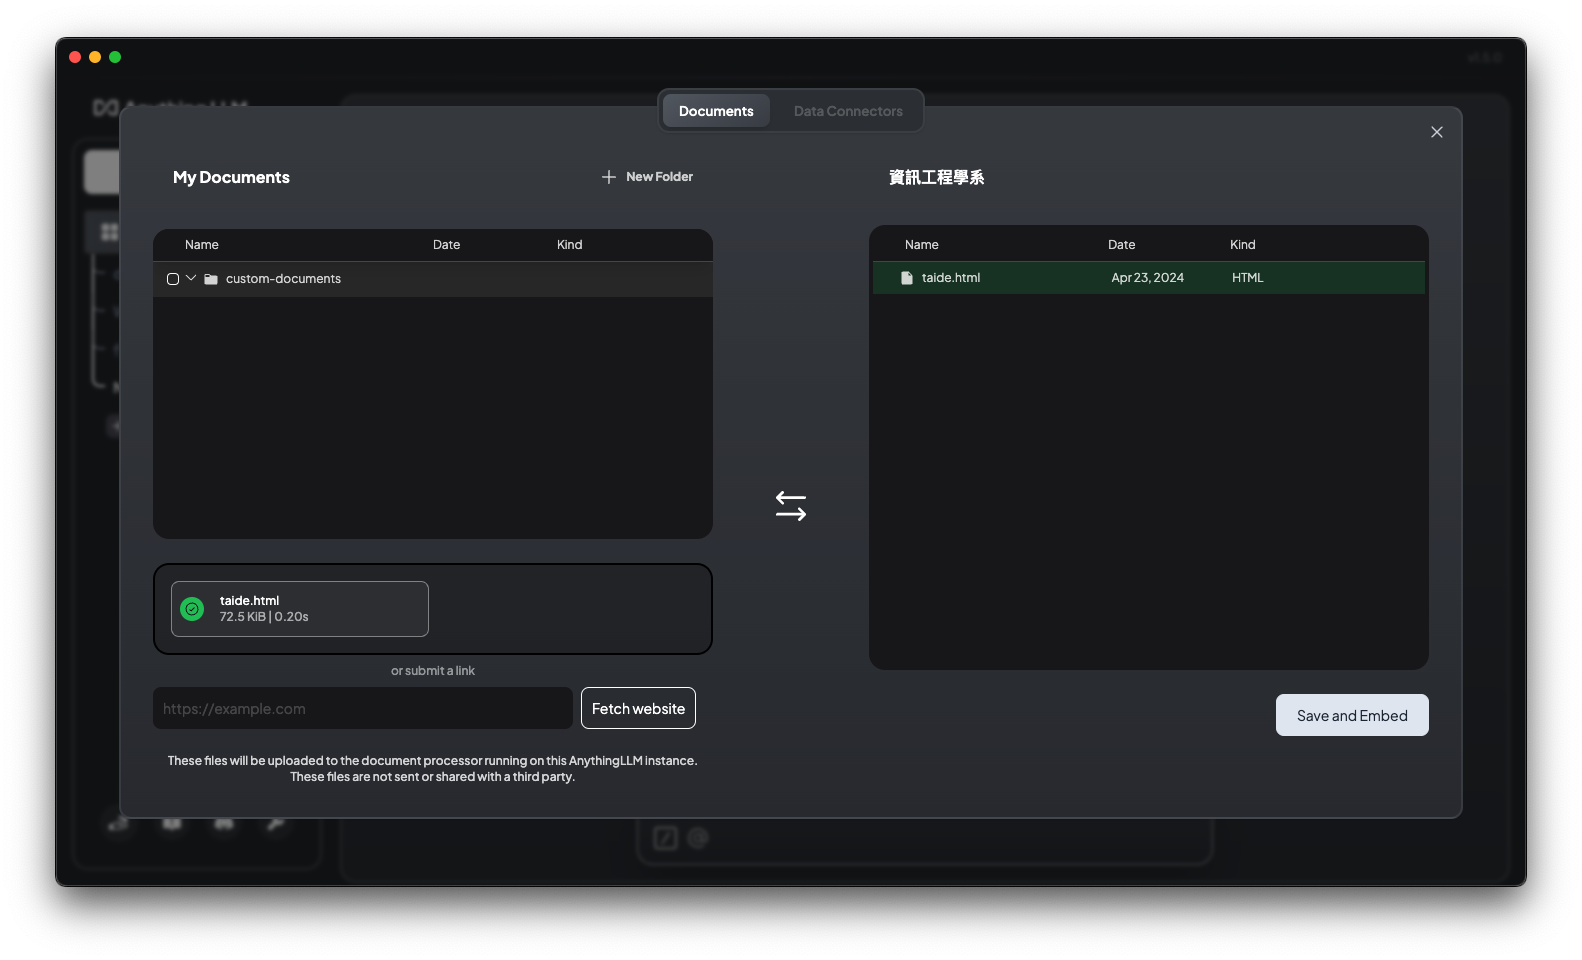 Documents
Data Connectors
My Documents
New Folder
Name Date Kind
custom-documents
taide.html
72.5 KiB | 0.20s
or submit a link
https://example.com
Fetch website
These files will be uploaded to the document processor running on this AnythingLLM instance.
These files are not sent or shared with a third party.
資訊工程學系
Name Date Kind
taide.html Apr 23, 2024 HTML
Save and Embed